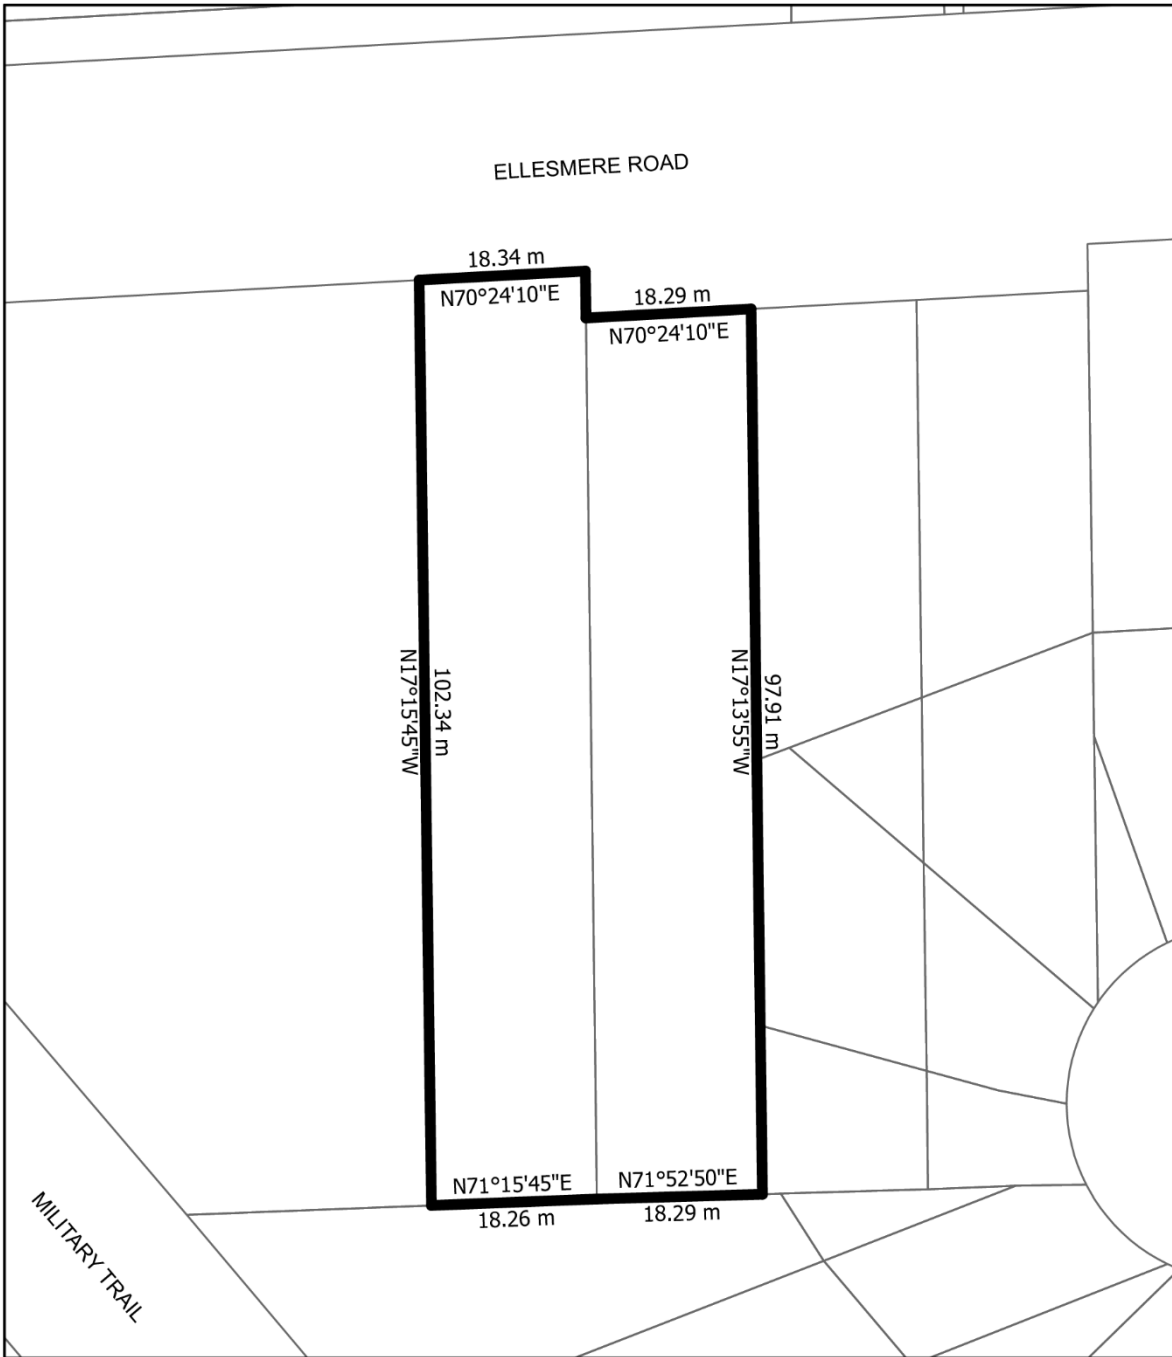 ELLESMERE ROAD
18.34 m
N70°24'10"E
18.29 m
N70°24'10"E
N17°15'45"W
102.34 m
N17°13'55"W
97.91 m
N71°15'45"E
18.26 m
N71°52'50"E
18.29 m
MILITARY TRAIL